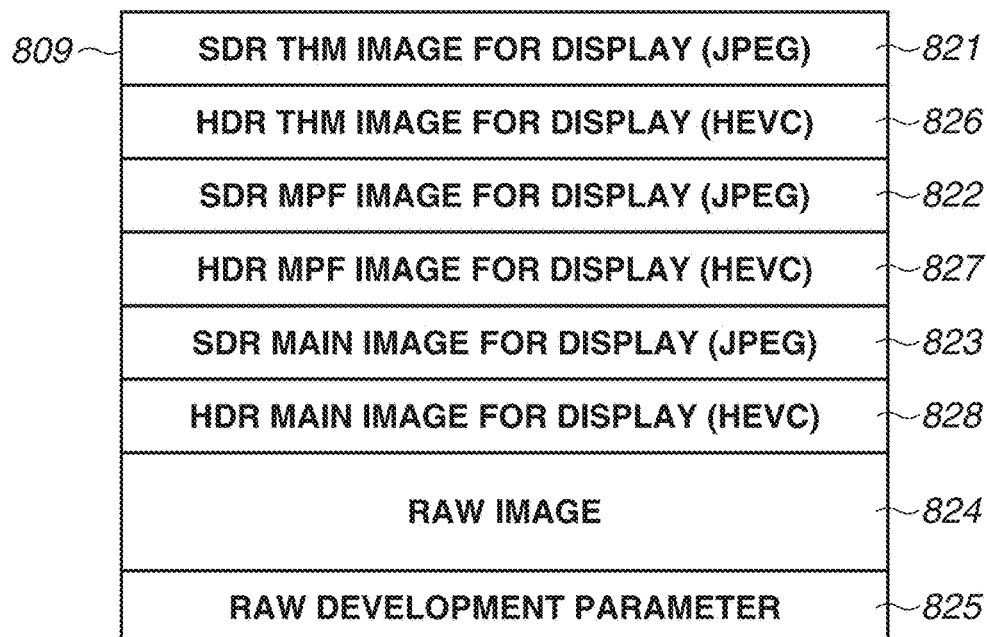 809 SDR THM IMAGE FOR DISPLAY (JPEG) 821
HDR THM IMAGE FOR DISPLAY (HEVC) 826
SDR MPF IMAGE FOR DISPLAY (JPEG) 822
HDR MPF IMAGE FOR DISPLAY (HEVC) 827
SDR MAIN IMAGE FOR DISPLAY (JPEG) 823
HDR MAIN IMAGE FOR DISPLAY (HEVC) 828
RAW IMAGE 824
RAW DEVELOPMENT PARAMETER 825